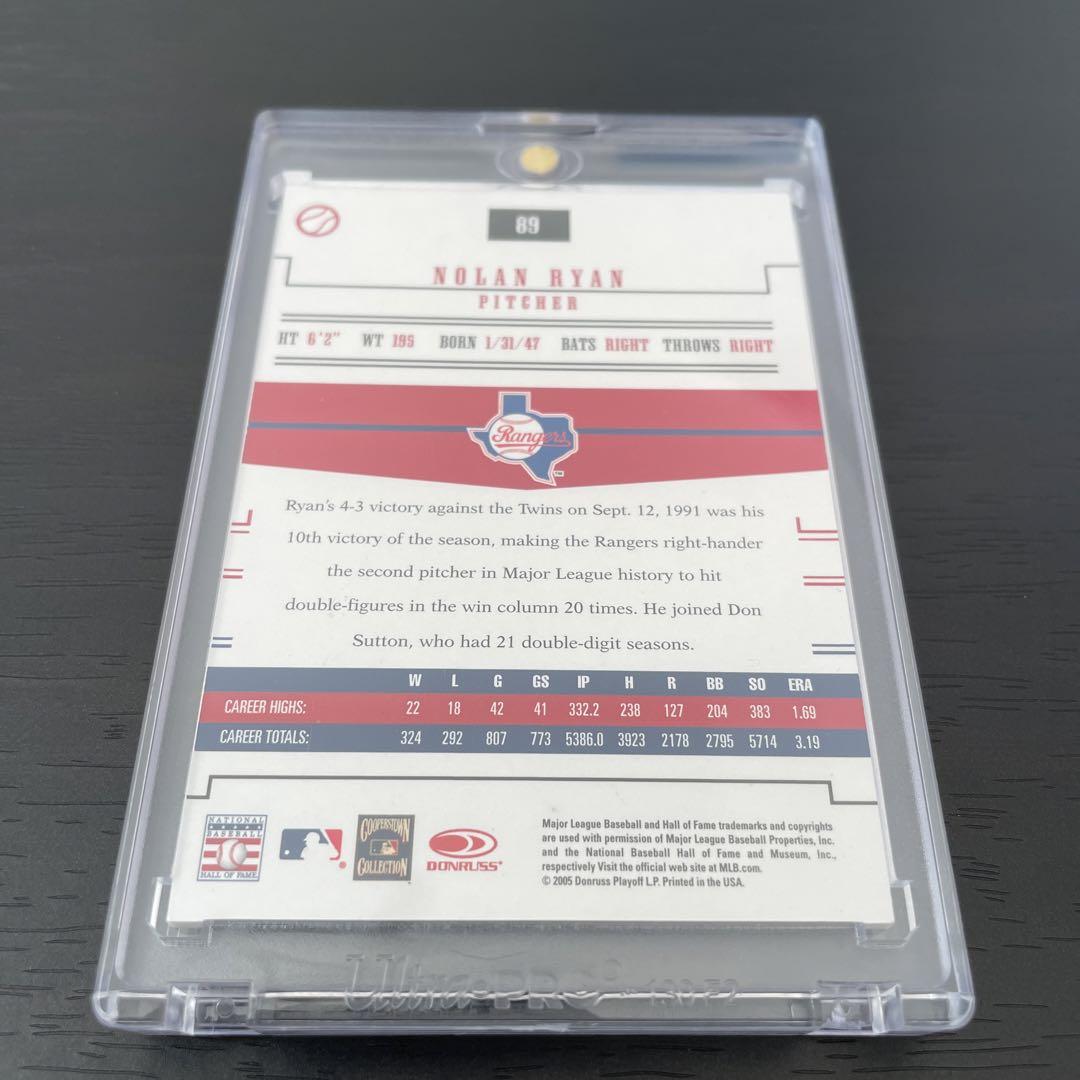 89
NOLAN RYAN
PITCHER
HT 6'2" WT 195 BORN 1/31/47 BATS RIGHT THROWS RIGHT
Rangers
TM
Ryan's 4-3 victory against the Twins on Sept. 12, 1991 was his
10th victory of the season, making the Rangers right-hander
the second pitcher in Major League history to hit
double-figures in the win column 20 times. He joined Don
Sutton, who had 21 double-digit seasons.
W L G GS IP H R BB SO ERA
CAREER HIGHS: 22 18 42 41 332.2 238 127 204 383 1.69
CAREER TOTALS: 324 292 807 773 5386.0 3923 2178 2795 5714 3.19
NATIONAL
BASEBALL
HALL OF FAME
COOPERSTOWN
COLLECTION
DONRUSS
Major League Baseball and Hall of Fame trademarks and copyrights
are used with permission of Major League Baseball Properties, Inc.
and the National Baseball Hall of Fame and Museum, Inc.,
respectively Visit the official web site at MLB.com.
© 2005 Donruss Playoff L.P. Printed in the USA.
Ultra PRO